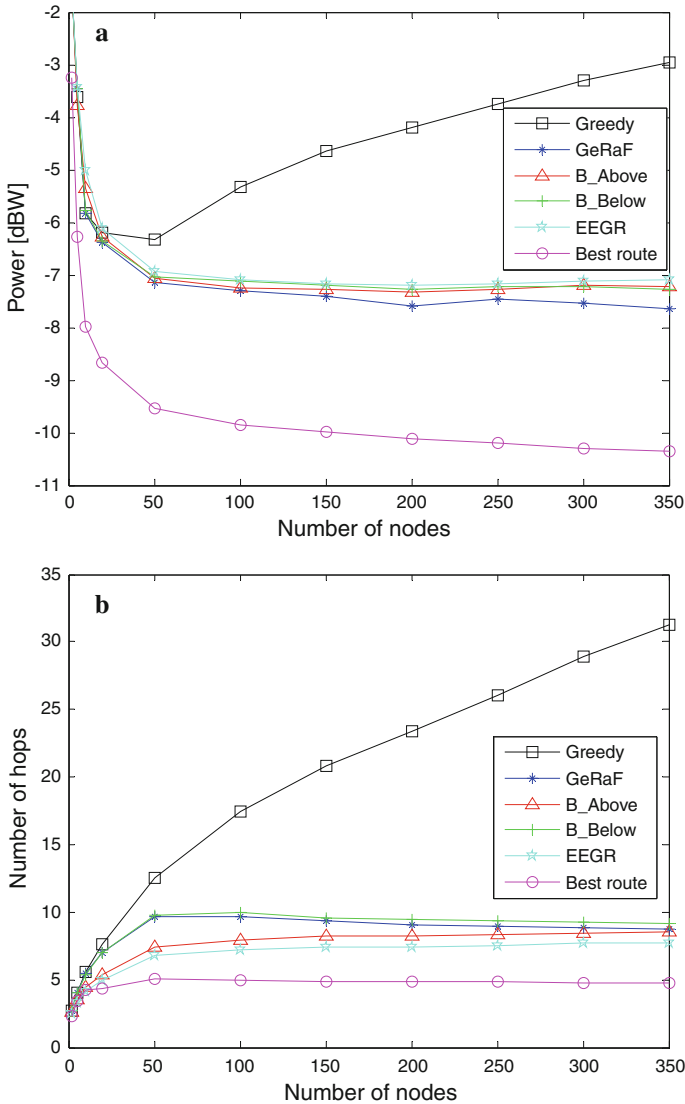 a
Power [dBW]
-2
-3
-4
-5
-6
-7
-8
-9
-10
-11
Greedy
GeRaF
B_Above
B_Below
EEGR
Best route
0 50 100 150 200 250 300 350
Number of nodes
b
Number of hops
35
30
25
20
15
10
5
0
Greedy
GeRaF
B_Above
B_Below
EEGR
Best route
0 50 100 150 200 250 300 350
Number of nodes